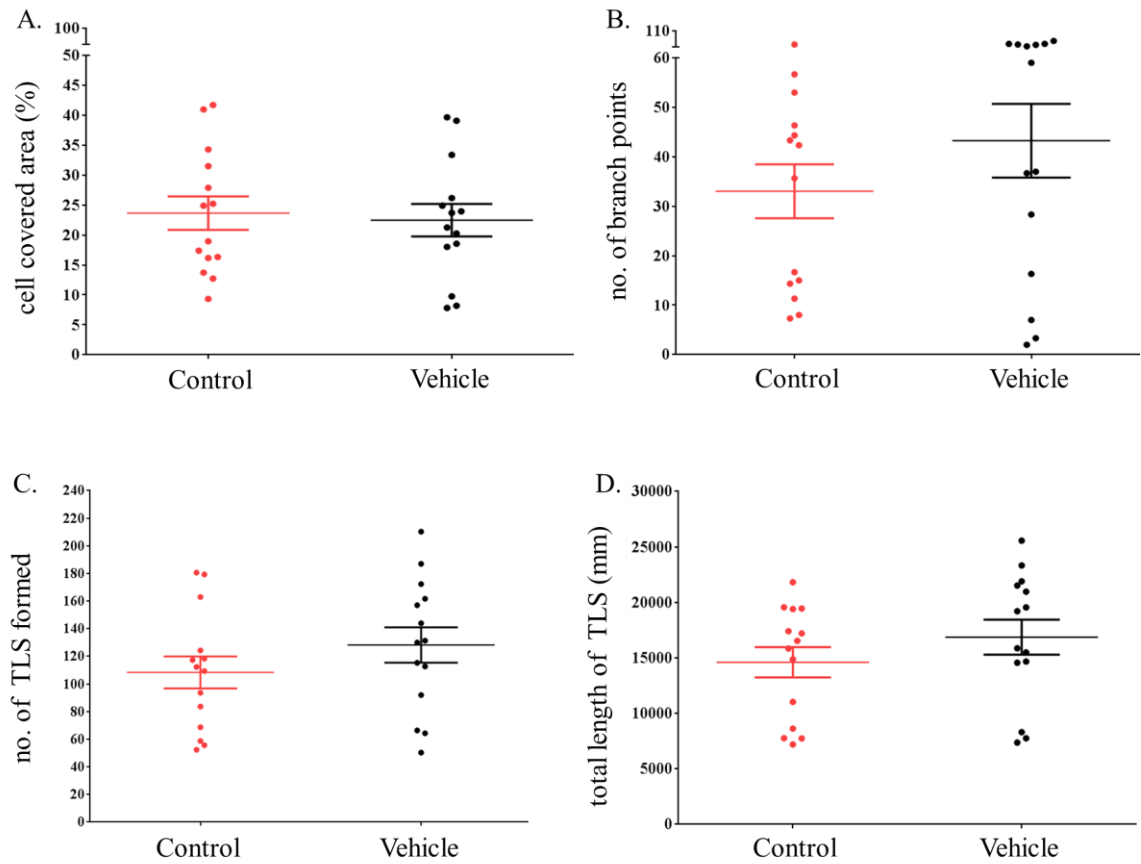 A.
cell covered area (%)
100
50
45
40
35
30
25
20
15
10
5
0
Control
Vehicle
B.
no. of branch points
110
60
50
40
30
20
10
0
Control
Vehicle
C.
no. of TLS formed
240
220
200
180
160
140
120
100
80
60
40
20
0
Control
Vehicle
D.
total length of TLS (mm)
30000
25000
20000
15000
10000
5000
0
Control
Vehicle